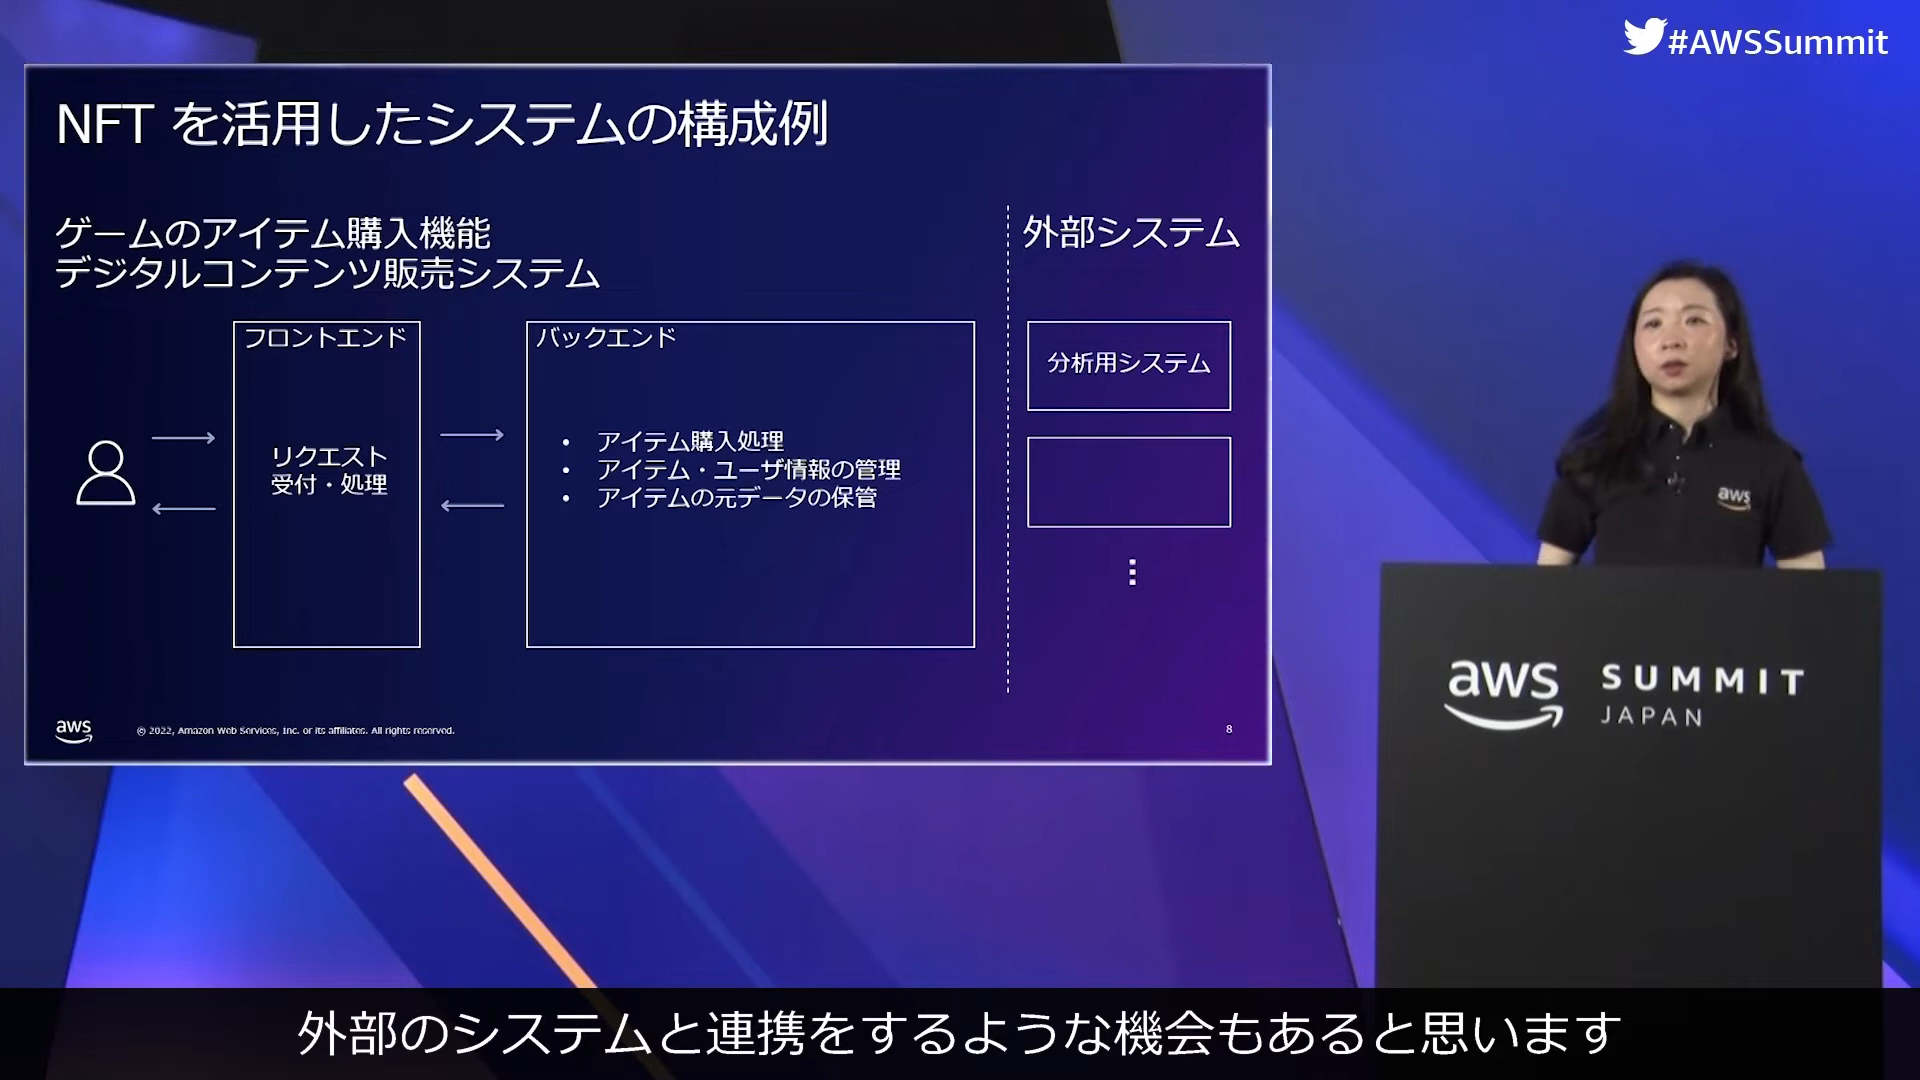 #AWSSummit
NFT を活用したシステムの構成例
ゲームのアイテム購入機能
デジタルコンテンツ販売システム
外部システム
フロントエンド
リクエスト
受付・処理
バックエンド
• アイテム購入処理
• アイテム・ユーザ情報の管理
• アイテムの元データの保管
分析用システム
aws
© 2022, Amazon Web Services, Inc. or its affiliates. All rights reserved.
8
aws
aws SUMMIT
JAPAN
外部のシステムと連携をするような機会もあると思います